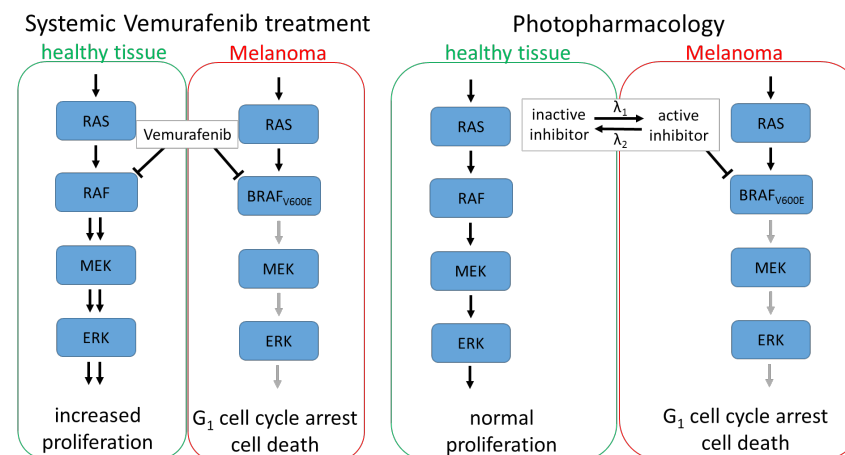 Systemic Vemurafenib treatment
healthy tissue
Melanoma
RAS
Vemurafenib
RAS
RAF
BRAFV600E
MEK
MEK
ERK
ERK
increased
proliferation
G1 cell cycle arrest
cell death
Photopharmacology
healthy tissue
Melanoma
RAS
inactive
inhibitor
λ1
λ2
active
inhibitor
RAS
RAF
BRAFV600E
MEK
MEK
ERK
ERK
normal
proliferation
G1 cell cycle arrest
cell death